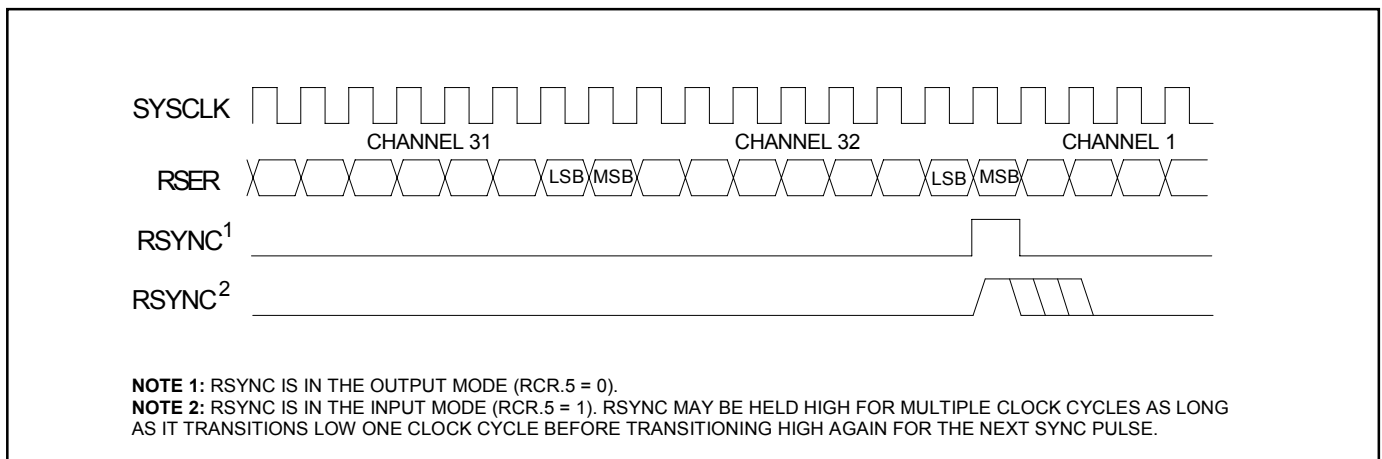 SYSCLK
CHANNEL 31 CHANNEL 32 CHANNEL 1
RSER LSB MSB LSB MSB
RSYNC1
RSYNC2
NOTE 1: RSYNC IS IN THE OUTPUT MODE (RCR.5 = 0).
NOTE 2: RSYNC IS IN THE INPUT MODE (RCR.5 = 1). RSYNC MAY BE HELD HIGH FOR MULTIPLE CLOCK CYCLES AS LONG
AS IT TRANSITIONS LOW ONE CLOCK CYCLE BEFORE TRANSITIONING HIGH AGAIN FOR THE NEXT SYNC PULSE.